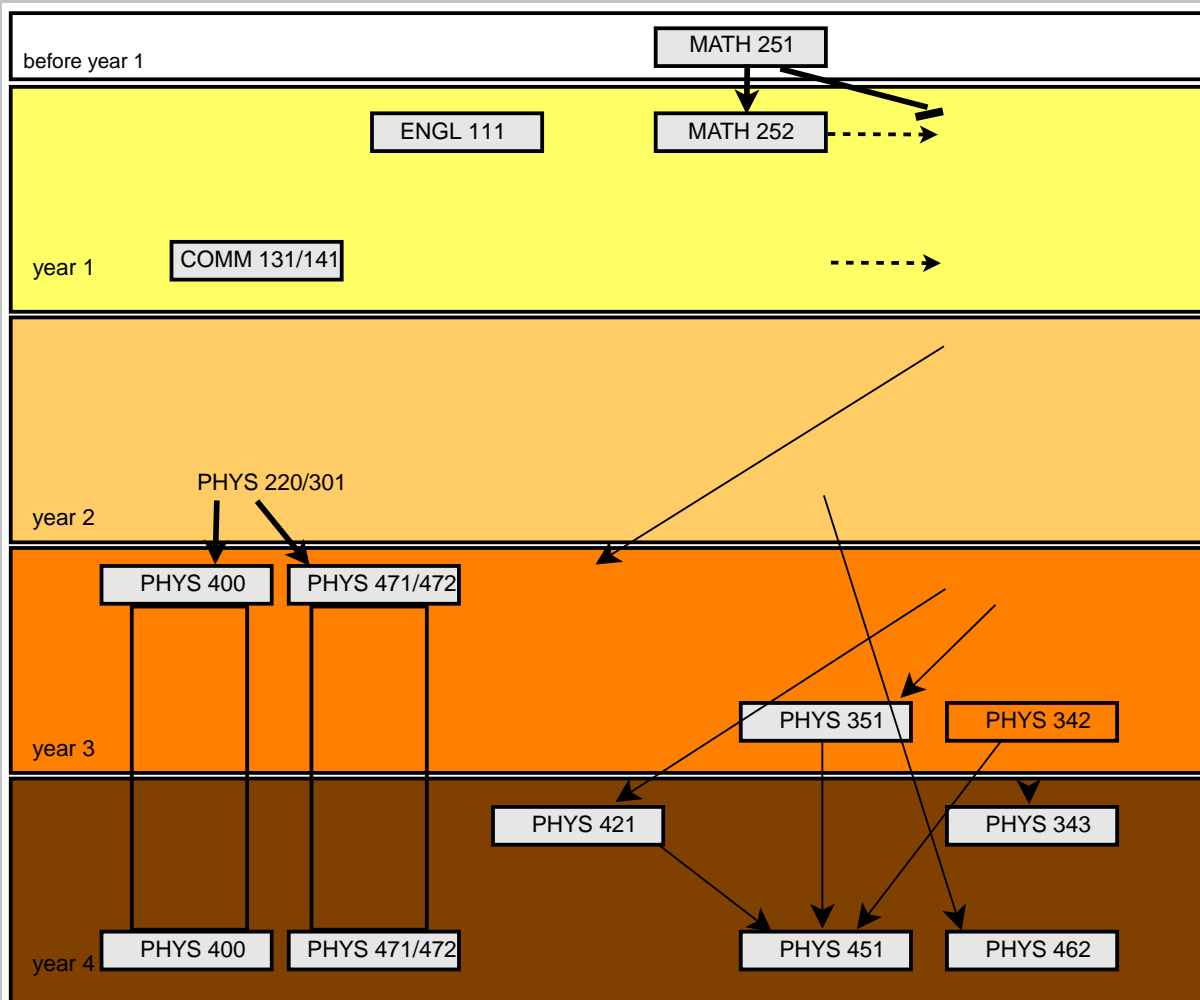 MATH 251
before year 1
ENGL 111
MATH 252
COMM 131/141
year 1
PHYS 220/301
year 2
PHYS 400
PHYS 471/472
PHYS 351
PHYS 342
year 3
PHYS 421
PHYS 343
PHYS 400
PHYS 471/472
PHYS 451
PHYS 462
year 4